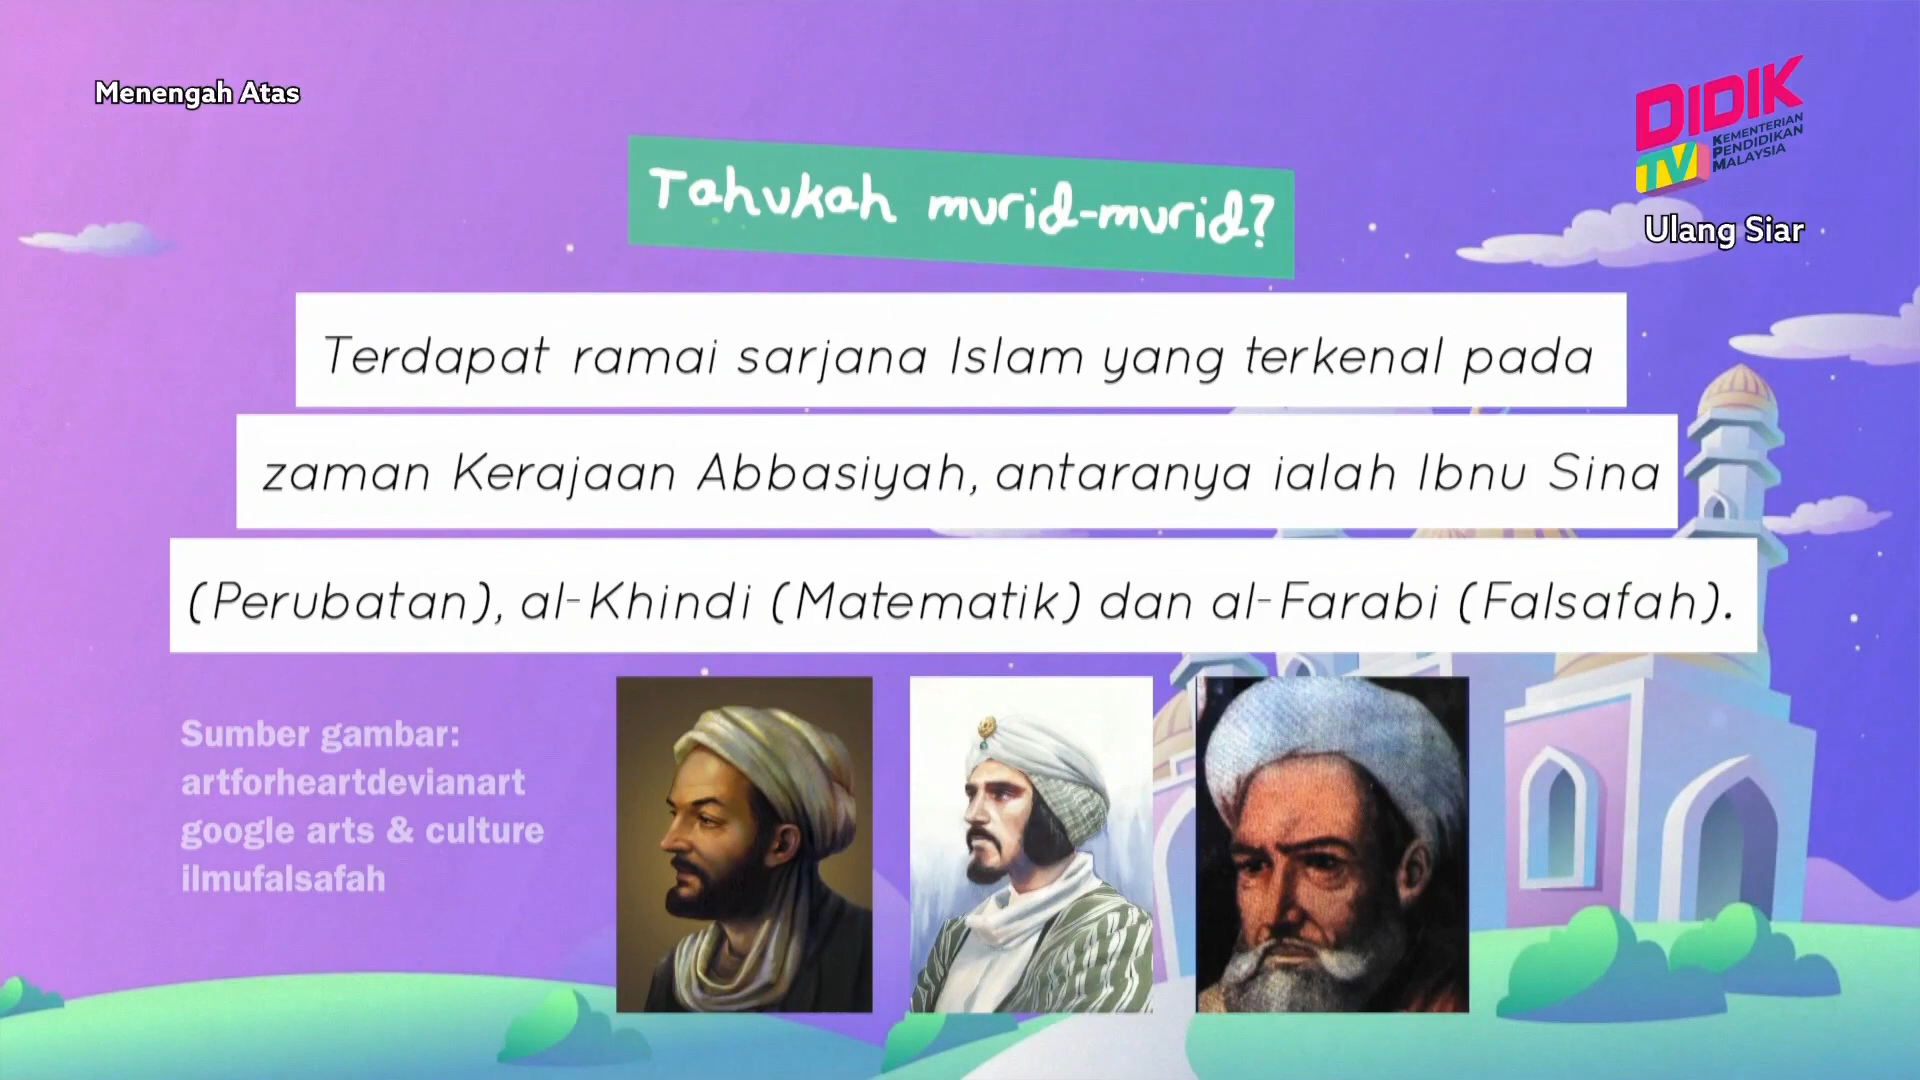 Menengah Atas
DIDIK
TV
KEMENTERIAN
PENDIDIKAN
MALAYSIA
Ulang Siar
Tahukah murid-murid?
Terdapat ramai sarjana Islam yang terkenal pada
zaman Kerajaan Abbasiyah, antaranya ialah Ibnu Sina
(Perubatan), al-Khindi (Matematik) dan al-Farabi (Falsafah).
Sumber gambar:
artforheartdevianart
google arts & culture
ilmufalsafah